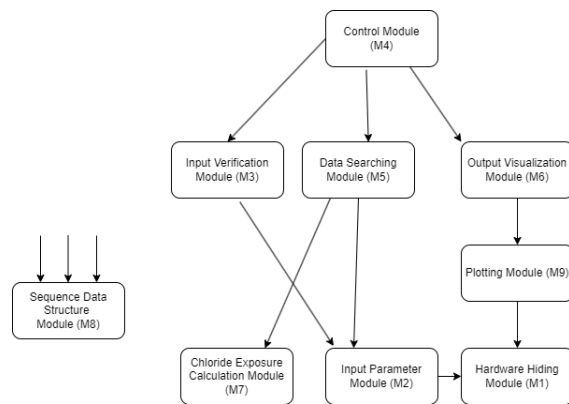 Control Module
(M4)
Input Verification
Module (M3)
Data Searching
Module (M5)
Output Visualization
Module (M6)
Plotting Module (M9)
Sequence Data
Structure
Module (M8)
Chloride Exposure
Calculation Module
(M7)
Input Parameter
Module (M2)
Hardware Hiding
Module (M1)